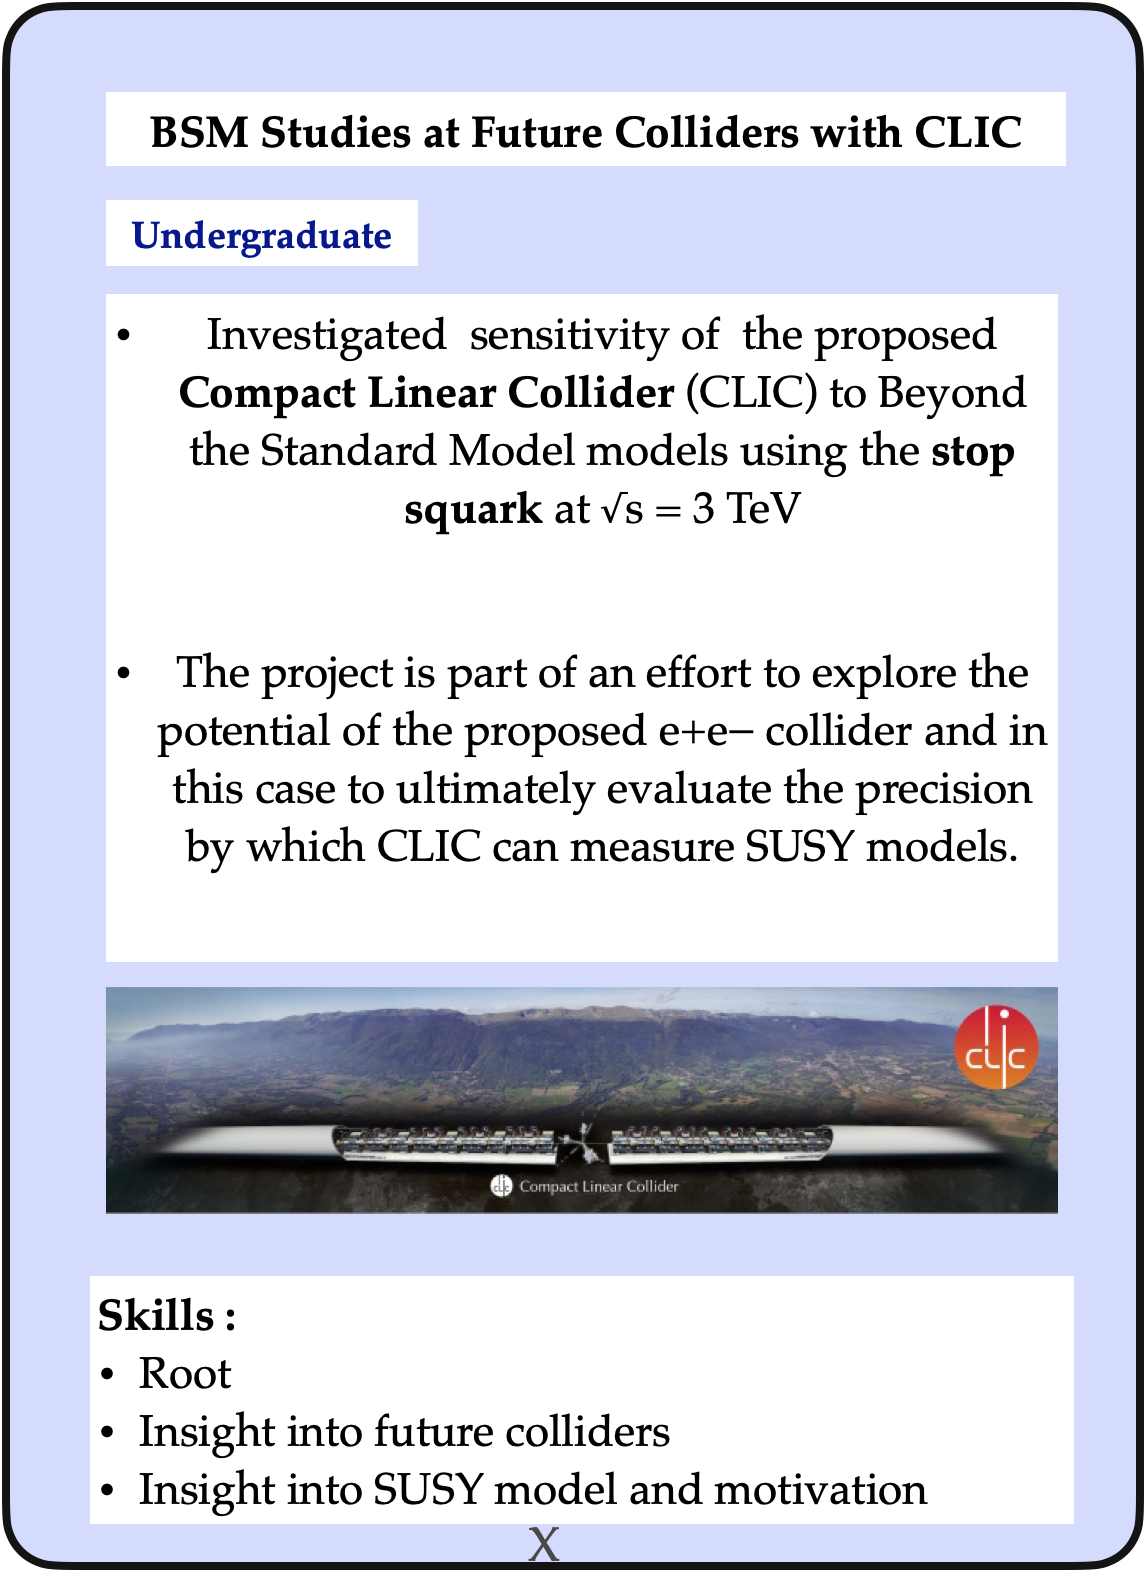 BSM Studies at Future Colliders with CLIC
Undergraduate
• Investigated sensitivity of the proposed
Compact Linear Collider (CLIC) to Beyond
the Standard Model models using the stop
squark at √s = 3 TeV
• The project is part of an effort to explore the
potential of the proposed e+e− collider and in
this case to ultimately evaluate the precision
by which CLIC can measure SUSY models.
clic
clic Compact Linear Collider
Skills :
• Root
• Insight into future colliders
• Insight into SUSY model and motivation
X